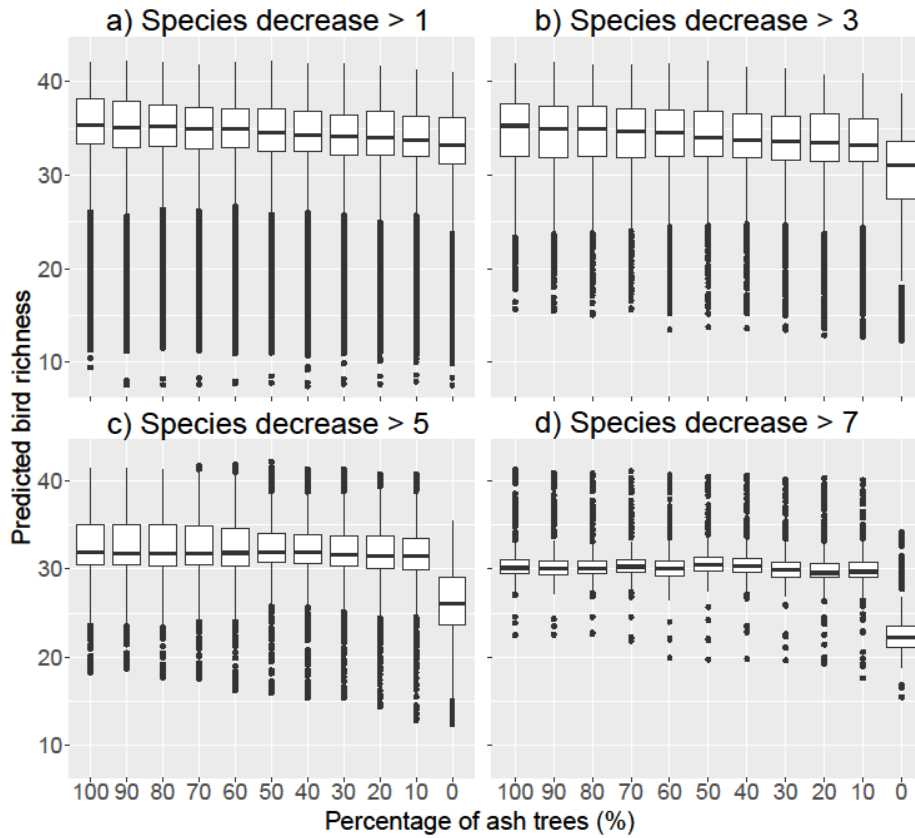 a) Species decrease > 1
b) Species decrease > 3
40
30
20
10
c) Species decrease > 5
d) Species decrease > 7
40
30
20
10
Predicted bird richness
100 90 80 70 60 50 40 30 20 10 0
100 90 80 70 60 50 40 30 20 10 0
Percentage of ash trees (%)